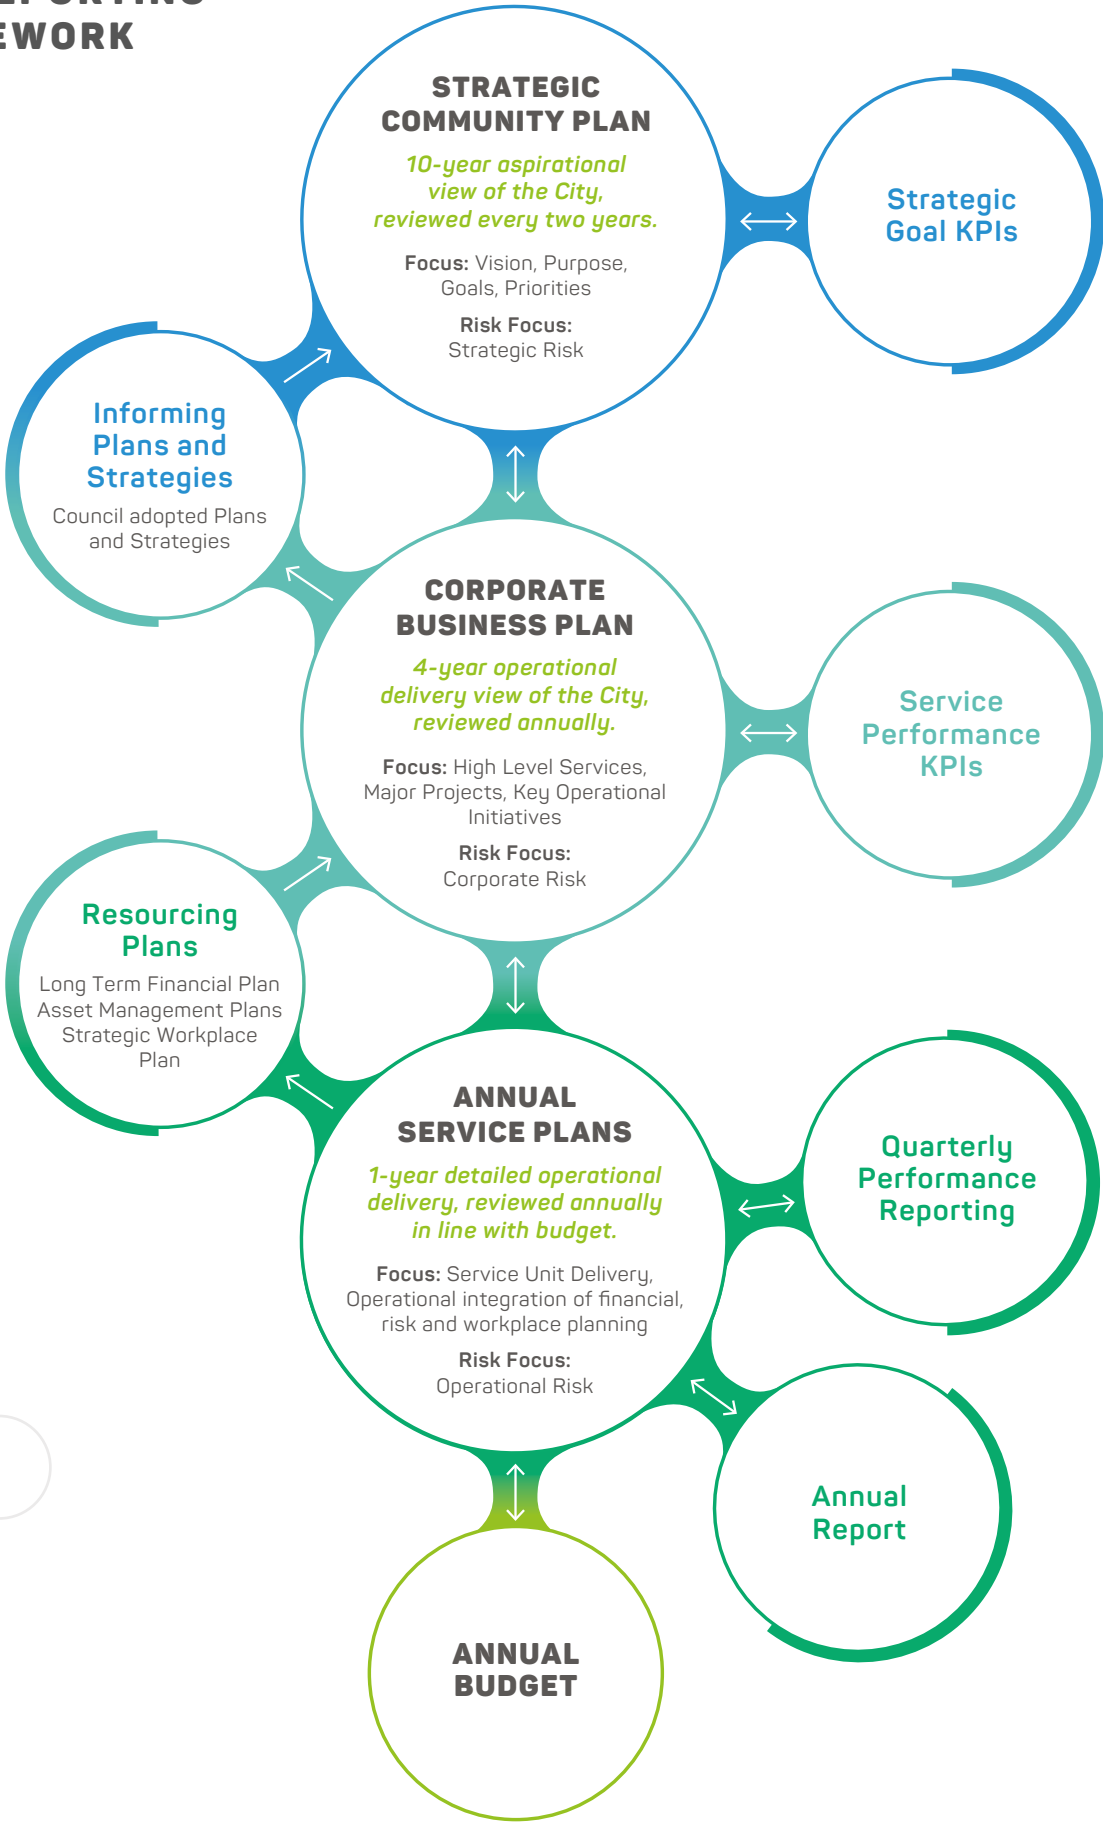 EWORK
STRATEGIC
COMMUNITY PLAN
10-year aspirational
view of the City,
reviewed every two years.
Focus: Vision, Purpose,
Goals, Priorities
Risk Focus:
Strategic Risk
Strategic
Goal KPIs
Informing
Plans and
Strategies
Council adopted Plans
and Strategies
CORPORATE
BUSINESS PLAN
4-year operational
delivery view of the City,
reviewed annually.
Focus: High Level Services,
Major Projects, Key Operational
Initiatives
Risk Focus:
Corporate Risk
Service
Performance
KPIs
Resourcing
Plans
Long Term Financial Plan
Asset Management Plans
Strategic Workplace
Plan
ANNUAL
SERVICE PLANS
1-year detailed operational
delivery, reviewed annually
in line with budget.
Focus: Service Unit Delivery,
Operational integration of financial,
risk and workplace planning
Risk Focus:
Operational Risk
Quarterly
Performance
Reporting
Annual
Report
ANNUAL
BUDGET